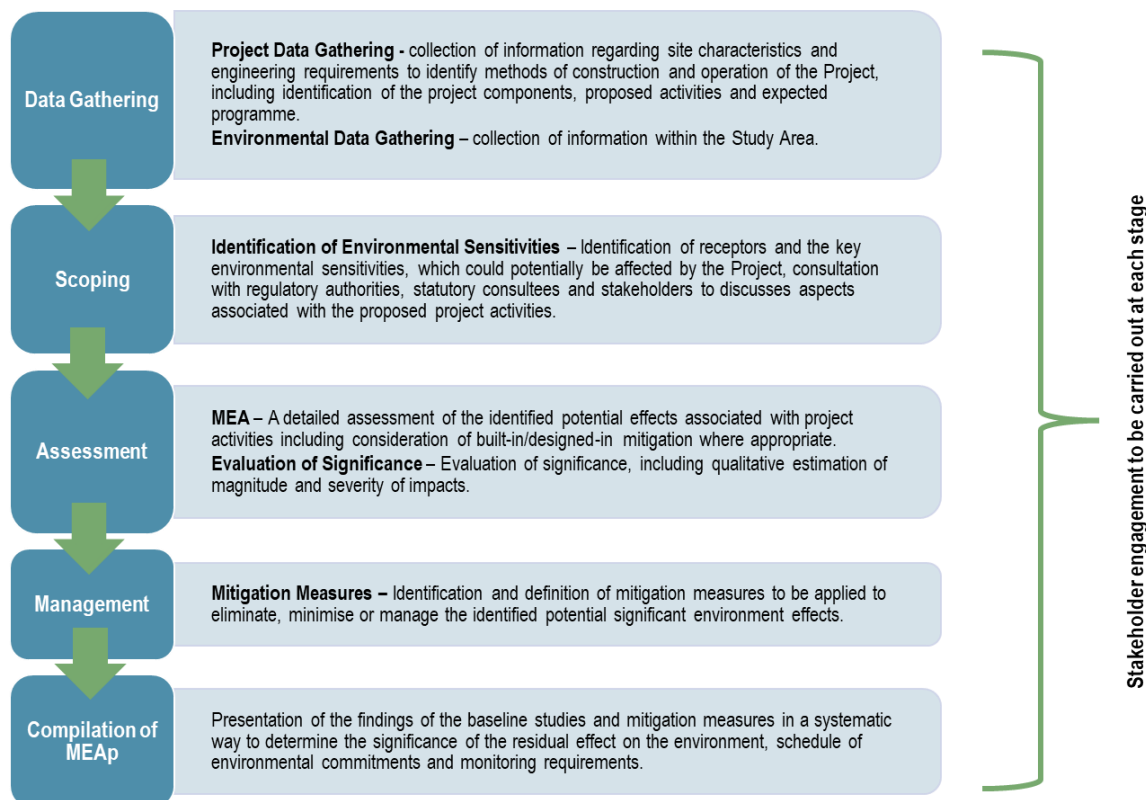 Data Gathering
Project Data Gathering - collection of information regarding site characteristics and
engineering requirements to identify methods of construction and operation of the Project,
including identification of the project components, proposed activities and expected
programme.
Environmental Data Gathering – collection of information within the Study Area.
Scoping
Identification of Environmental Sensitivities – Identification of receptors and the key
environmental sensitivities, which could potentially be affected by the Project, consultation
with regulatory authorities, statutory consultees and stakeholders to discusses aspects
associated with the proposed project activities.
Assessment
MEA – A detailed assessment of the identified potential effects associated with project
activities including consideration of built-in/designed-in mitigation where appropriate.
Evaluation of Significance – Evaluation of significance, including qualitative estimation of
magnitude and severity of impacts.
Management
Mitigation Measures – Identification and definition of mitigation measures to be applied to
eliminate, minimise or manage the identified potential significant environment effects.
Compilation of
MEAp
Presentation of the findings of the baseline studies and mitigation measures in a systematic
way to determine the significance of the residual effect on the environment, schedule of
environmental commitments and monitoring requirements.
Stakeholder engagement to be carried out at each stage